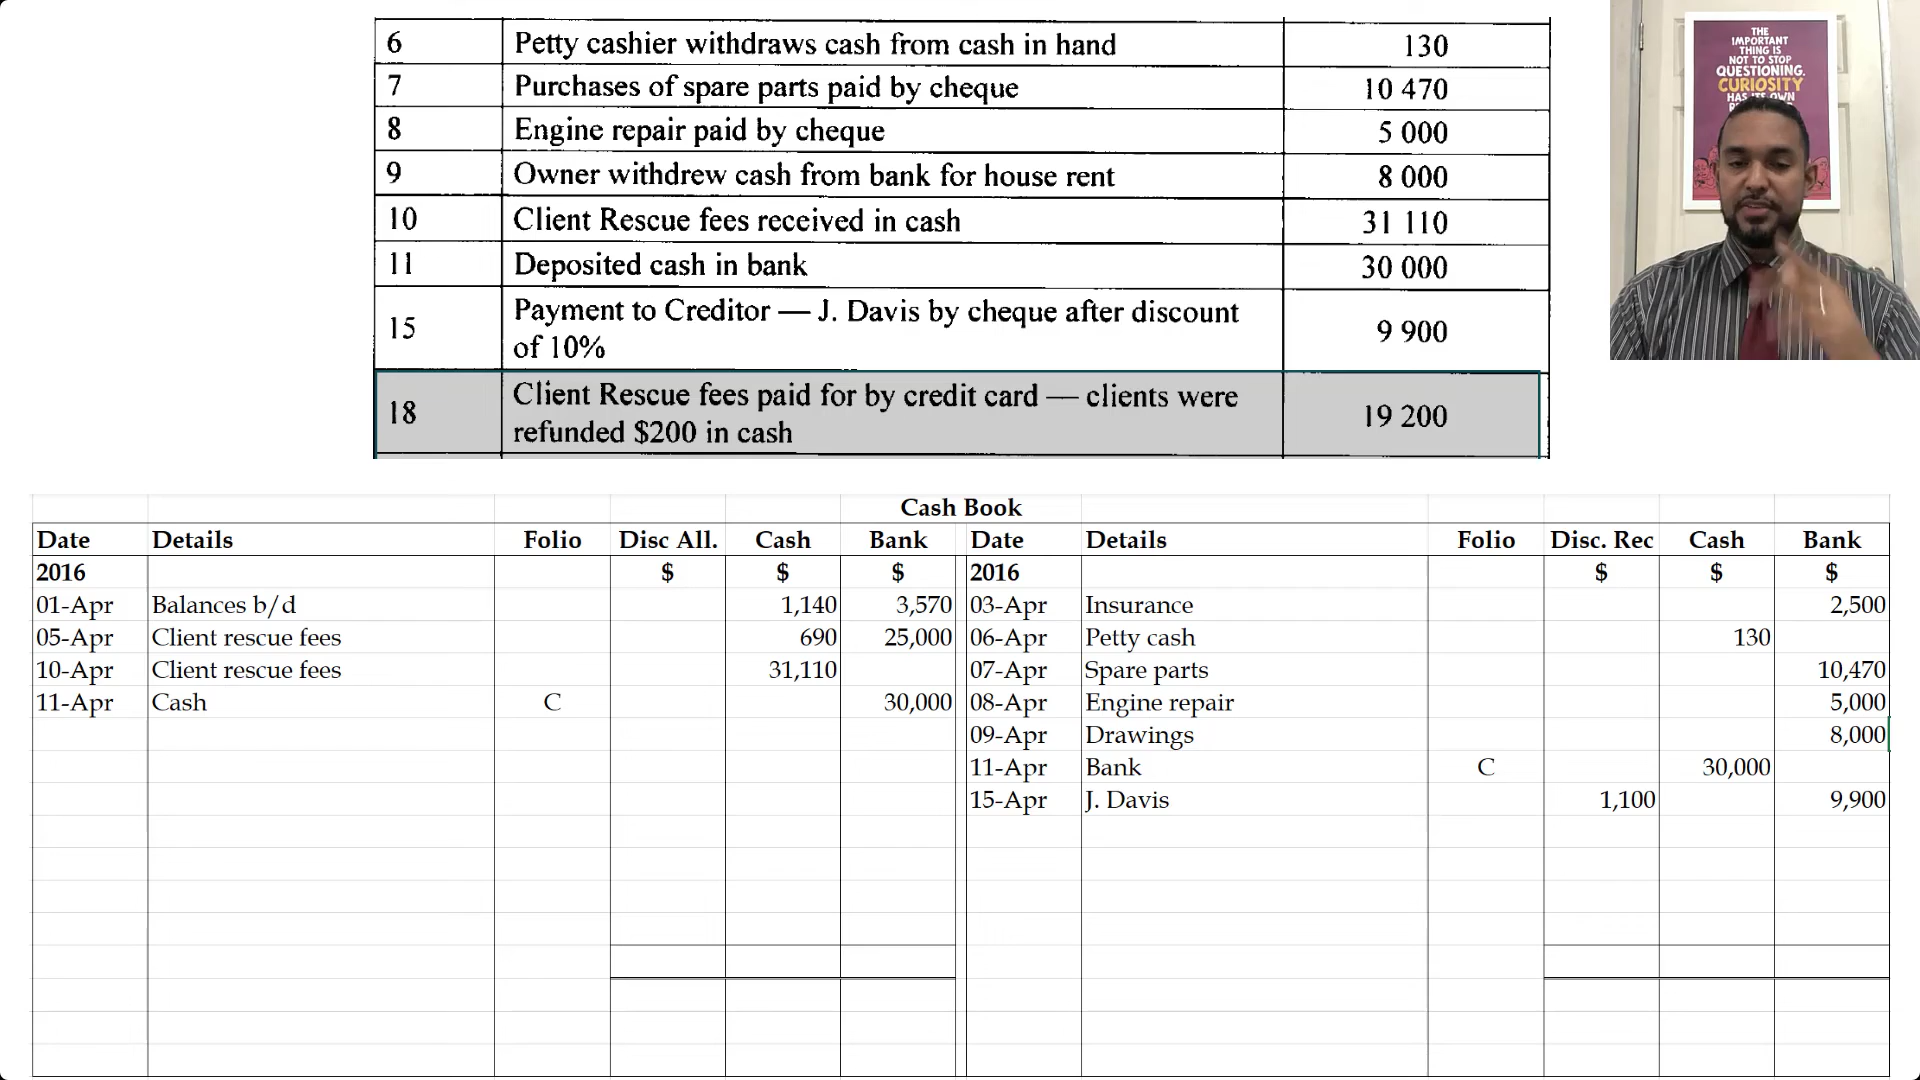 6 Petty cashier withdraws cash from cash in hand 130
7 Purchases of spare parts paid by cheque 10 470
8 Engine repair paid by cheque 5 000
9 Owner withdrew cash from bank for house rent 8 000
10 Client Rescue fees received in cash 31 110
11 Deposited cash in bank 30 000
15 Payment to Creditor — J. Davis by cheque after discount
of 10% 9 900
18 Client Rescue fees paid for by credit card — clients were
refunded $200 in cash 19 200
THE
IMPORTANT
THING IS
NOT TO STOP
QUESTIONING.
CURIOSITY
HAS ITS OWN
Cash Book
Date Details Folio Disc All. Cash Bank Date Details Folio Disc. Rec Cash Bank
2016 $ $ $ 2016 $ $ $
01-Apr Balances b/d 1,140 3,570 03-Apr Insurance 2,500
05-Apr Client rescue fees 690 25,000 06-Apr Petty cash 130
10-Apr Client rescue fees 31,110 07-Apr Spare parts 10,470
11-Apr Cash C 30,000 08-Apr Engine repair 5,000
09-Apr Drawings 8,000
11-Apr Bank C 30,000
15-Apr J. Davis 1,100 9,900